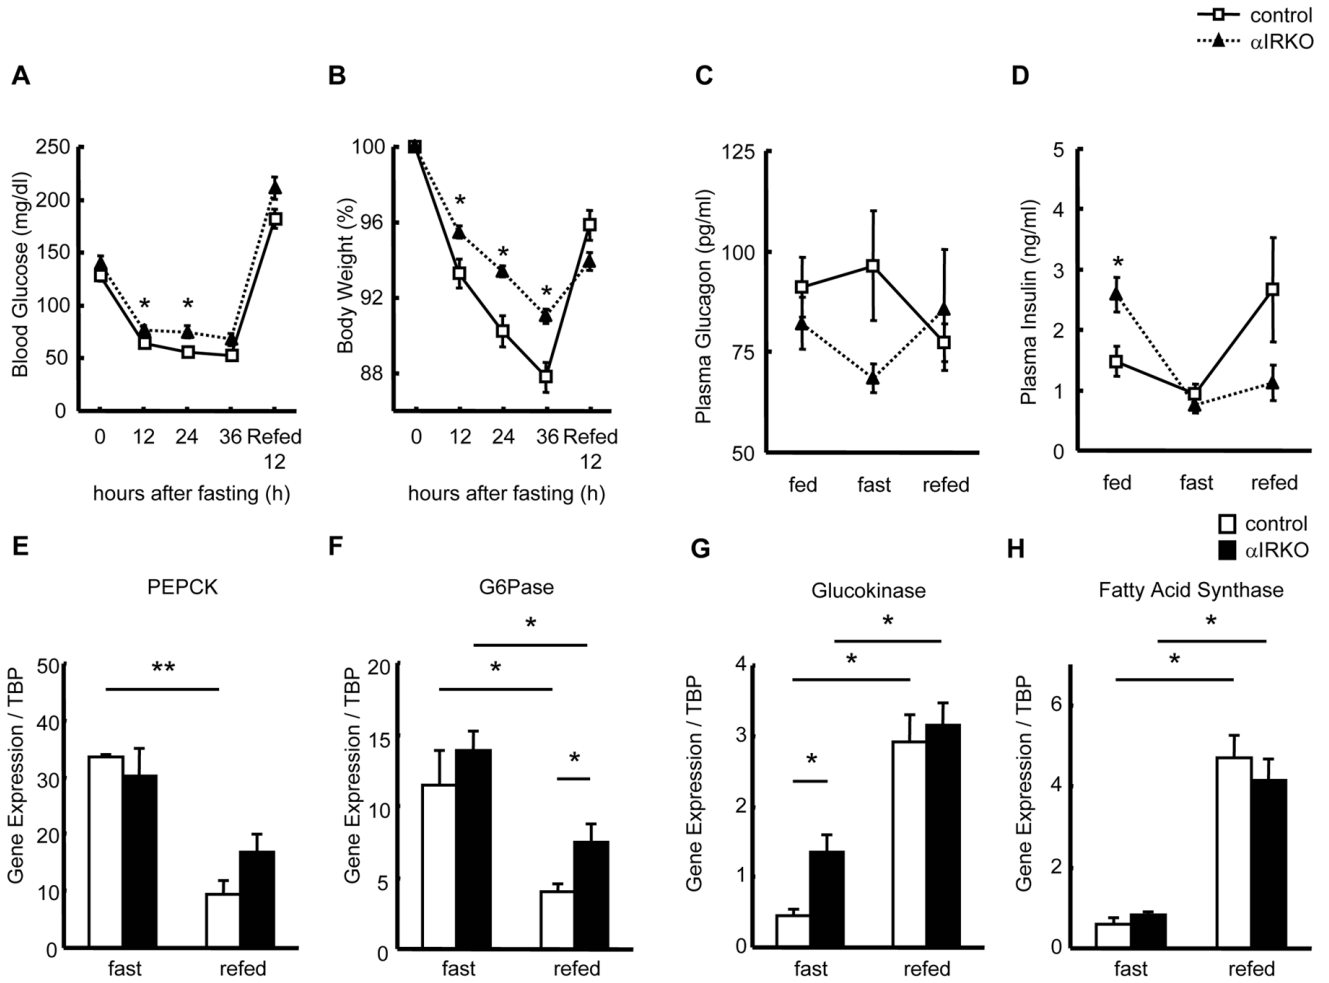 control
αIRKO
A
B
C
D
Blood Glucose (mg/dl)
250
200
150
100
50
0
* *
0 12 24 36 Refed
12
hours after fasting (h)
Body Weight (%)
100
96
92
88
* * *
0 12 24 36 Refed
12
hours after fasting (h)
Plasma Glucagon (pg/ml)
125
100
75
50
fed fast refed
Plasma Insulin (ng/ml)
5
4
3
2
1
0
*
fed fast refed
control
αIRKO
E
F
G
H
PEPCK
Gene Expression / TBP
50
40
30
20
10
0
**
fast refed
G6Pase
Gene Expression / TBP
20
15
10
5
0
*
*
*
fast refed
Glucokinase
Gene Expression / TBP
4
3
2
1
0
*
*
*
fast refed
Fatty Acid Synthase
Gene Expression / TBP
6
4
2
0
*
*
fast refed